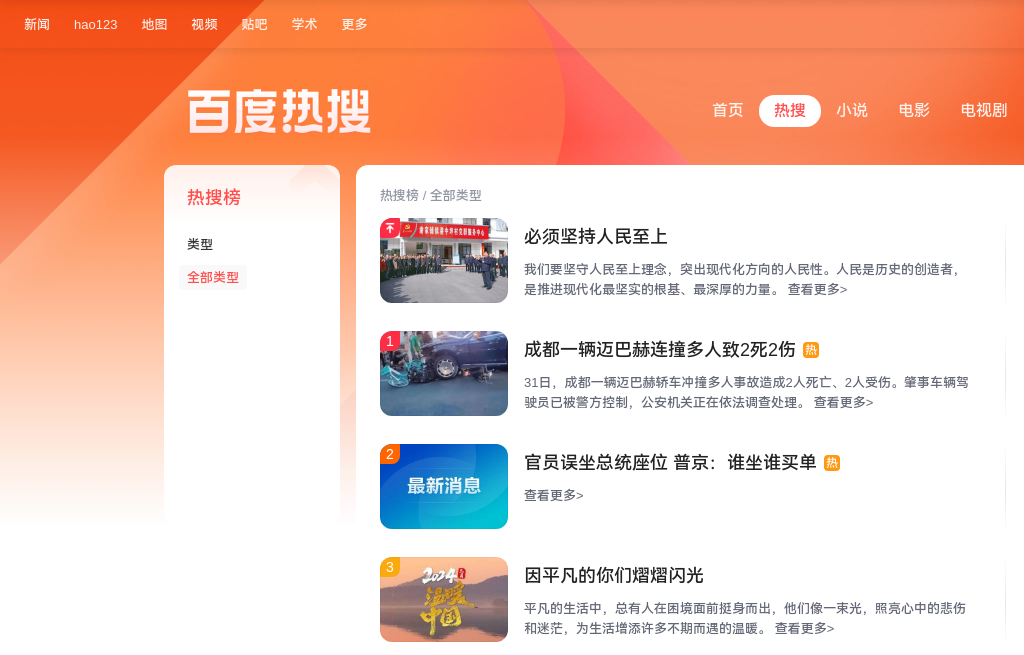 新闻 hao123 地图 视频 贴吧 学术 更多
百度热搜
首页 热搜 小说 电影 电视剧
热搜榜
类型
全部类型
热搜榜 / 全部类型
必须坚持人民至上
我们要坚守人民至上理念，突出现代化方向的人民性。人民是历史的创造者，
是推进现代化最坚实的根基、最深厚的力量。 查看更多>
1
成都一辆迈巴赫连撞多人致2死2伤 热
31日，成都一辆迈巴赫轿车冲撞多人事故造成2人死亡、2人受伤。肇事车辆驾
驶员已被警方控制，公安机关正在依法调查处理。 查看更多>
2
最新消息
官员误坐总统座位 普京：谁坐谁买单 热
查看更多>
3
2024
温暖
中国
因平凡的你们熠熠闪光
平凡的生活中，总有人在困境面前挺身而出，他们像一束光，照亮心中的悲伤
和迷茫，为生活增添许多不期而遇的温暖。 查看更多>